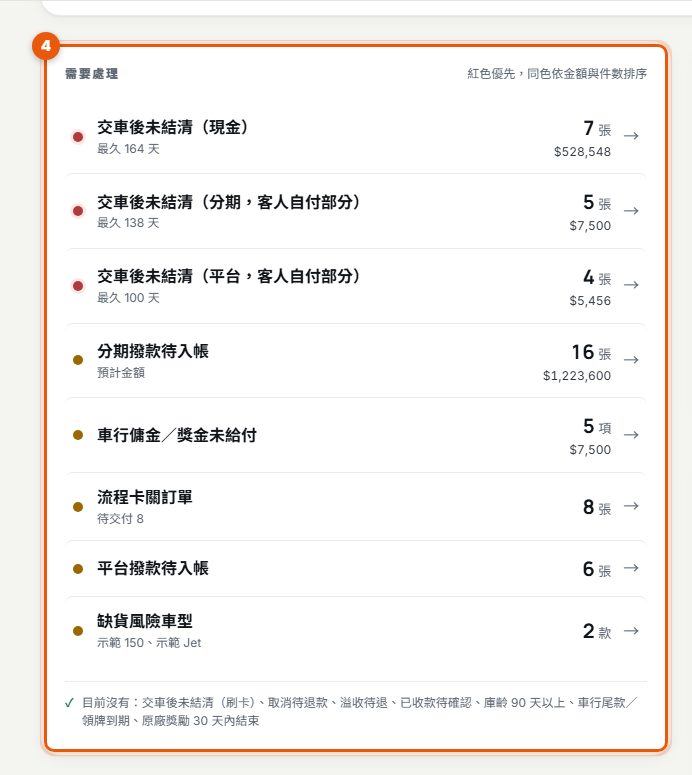 4
需要處理
紅色優先，同色依金額與件數排序
交車後未結清（現金）
7 張
→
最久 164 天
$528,548
交車後未結清（分期，客人自付部分）
5 張
→
最久 138 天
$7,500
交車後未結清（平台，客人自付部分）
4 張
→
最久 100 天
$5,456
分期撥款待入帳
16 張
→
預計金額
$1,223,600
車行傭金／獎金未給付
5 項
→
$7,500
流程卡關訂單
8 張
→
待交付 8
平台撥款待入帳
6 張
→
缺貨風險車型
2 款
→
示範 150、示範 Jet
✓ 目前沒有：交車後未結清（刷卡）、取消待退款、溢收待退、已收款待確認、庫齡 90 天以上、車行尾款／
領牌到期、原廠獎勵 30 天內結束